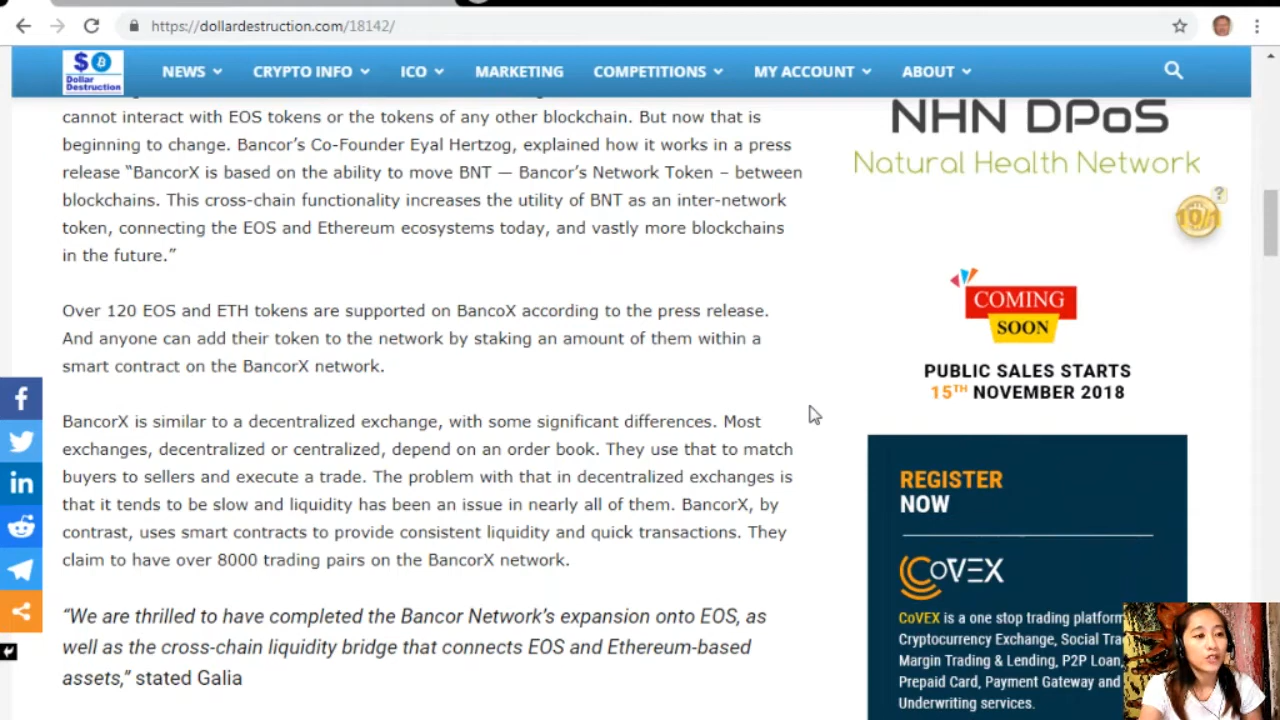 https://dollardestruction.com/18142/
$ B
Dollar
Destruction
NEWS CRYPTO INFO ICO MARKETING COMPETITIONS MY ACCOUNT ABOUT
cannot interact with EOS tokens or the tokens of any other blockchain. But now that is
beginning to change. Bancor’s Co-Founder Eyal Hertzog, explained how it works in a press
release “BancorX is based on the ability to move BNT — Bancor’s Network Token – between
blockchains. This cross-chain functionality increases the utility of BNT as an inter-network
token, connecting the EOS and Ethereum ecosystems today, and vastly more blockchains
in the future.”
Over 120 EOS and ETH tokens are supported on BancoX according to the press release.
And anyone can add their token to the network by staking an amount of them within a
smart contract on the BancorX network.
BancorX is similar to a decentralized exchange, with some significant differences. Most
exchanges, decentralized or centralized, depend on an order book. They use that to match
buyers to sellers and execute a trade. The problem with that in decentralized exchanges is
that it tends to be slow and liquidity has been an issue in nearly all of them. BancorX, by
contrast, uses smart contracts to provide consistent liquidity and quick transactions. They
claim to have over 8000 trading pairs on the BancorX network.
“We are thrilled to have completed the Bancor Network’s expansion onto EOS, as
well as the cross-chain liquidity bridge that connects EOS and Ethereum-based
assets,” stated Galia
NHN DPoS
Natural Health Network
10/1
?
COMING
SOON
PUBLIC SALES STARTS
15TH NOVEMBER 2018
REGISTER
NOW
COVEX
CoVEX is a one stop trading platform
Cryptocurrency Exchange, Social
Margin Trading & Lending, P2P Loan,
Prepaid Card, Payment Gateway and
Underwriting services.